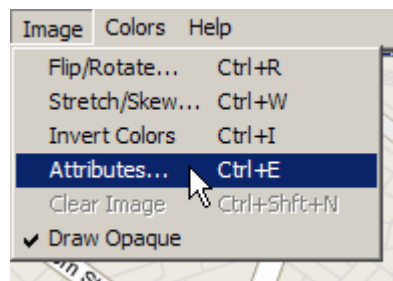 Image Colors Help
Flip/Rotate... Ctrl+R
Stretch/Skew... Ctrl+W
Invert Colors Ctrl+I
Attributes... Ctrl+E
Clear Image Ctrl+Shft+N
✓ Draw Opaque